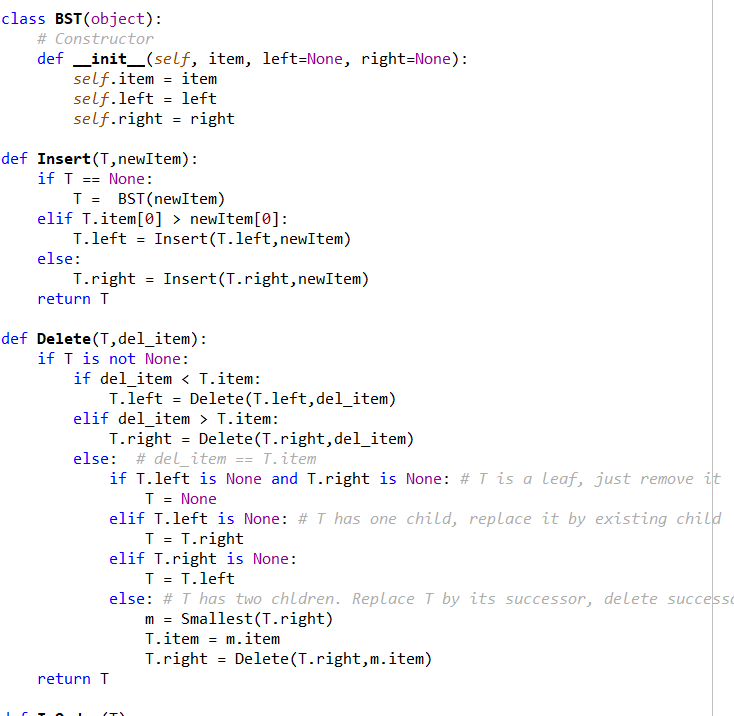 class BST(object):
    # Constructor
    def __init__(self, item, left=None, right=None):
        self.item = item
        self.left = left
        self.right = right

def Insert(T,newItem):
    if T == None:
        T =  BST(newItem)
    elif T.item[0] > newItem[0]:
        T.left = Insert(T.left,newItem)
    else:
        T.right = Insert(T.right,newItem)
    return T

def Delete(T,del_item):
    if T is not None:
        if del_item < T.item:
            T.left = Delete(T.left,del_item)
        elif del_item > T.item:
            T.right = Delete(T.right,del_item)
        else:  # del_item == T.item
            if T.left is None and T.right is None: # T is a leaf, just remove it
                T = None
            elif T.left is None: # T has one child, replace it by existing child
                T = T.right
            elif T.right is None:
                T = T.left
            else: # T has two chldren. Replace T by its successor, delete
                m = Smallest(T.right)
                T.item = m.item
                T.right = Delete(T.right,m.item)
    return T